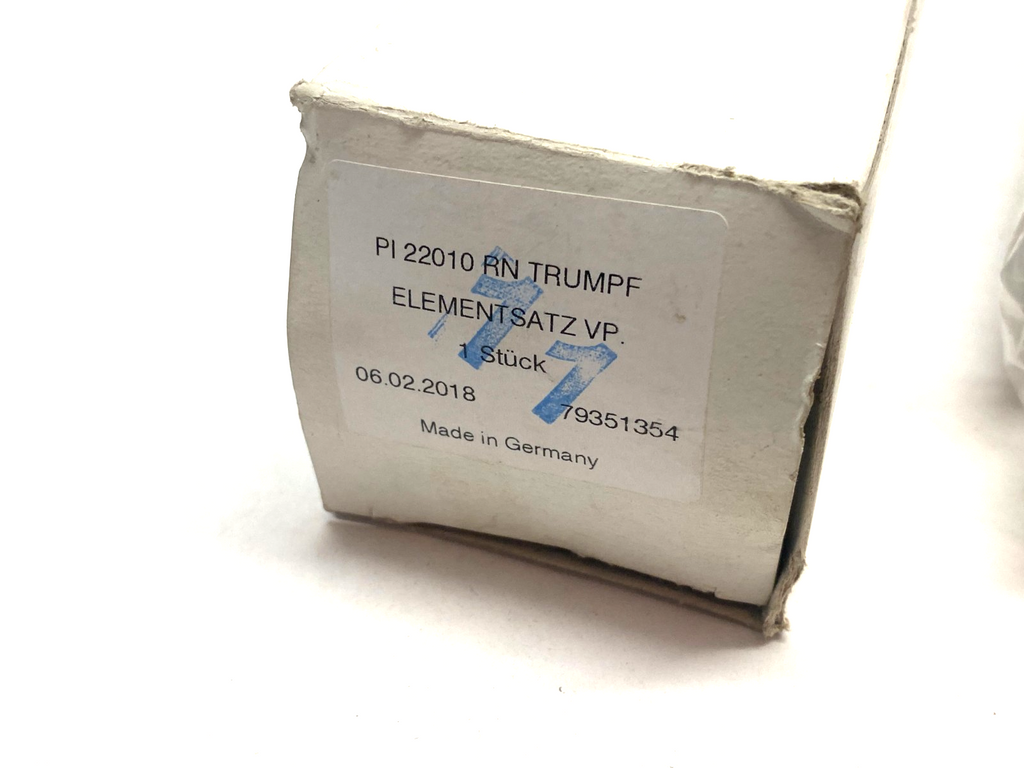 PI 22010 RN TRUMPF
ELEMENTSATZ VP.
1 Stück
06.02.2018 79351354
Made in Germany